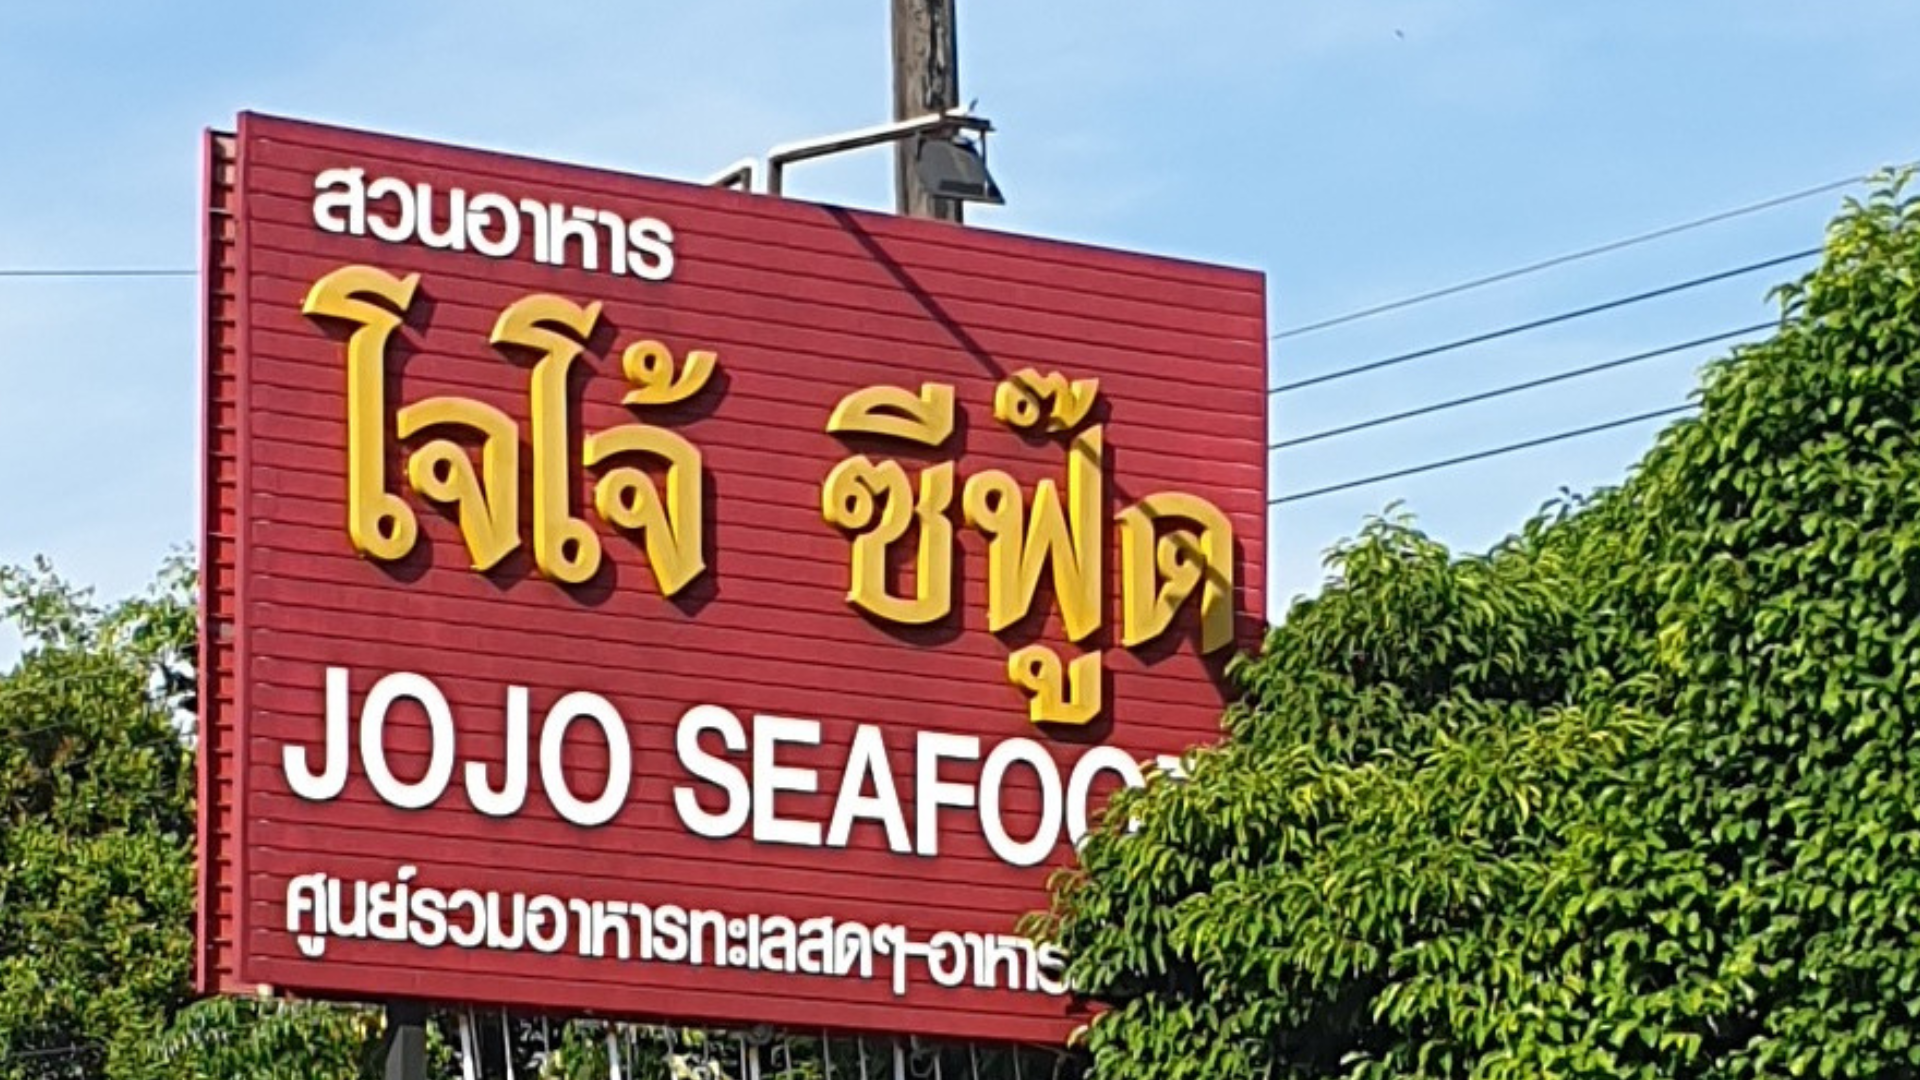 สวนอาหาร
โจโจ้ ซีฟู๊ด
JOJO SEAFOO
ศูนย์รวมอาหารทะเลสดๆ-อาหาร